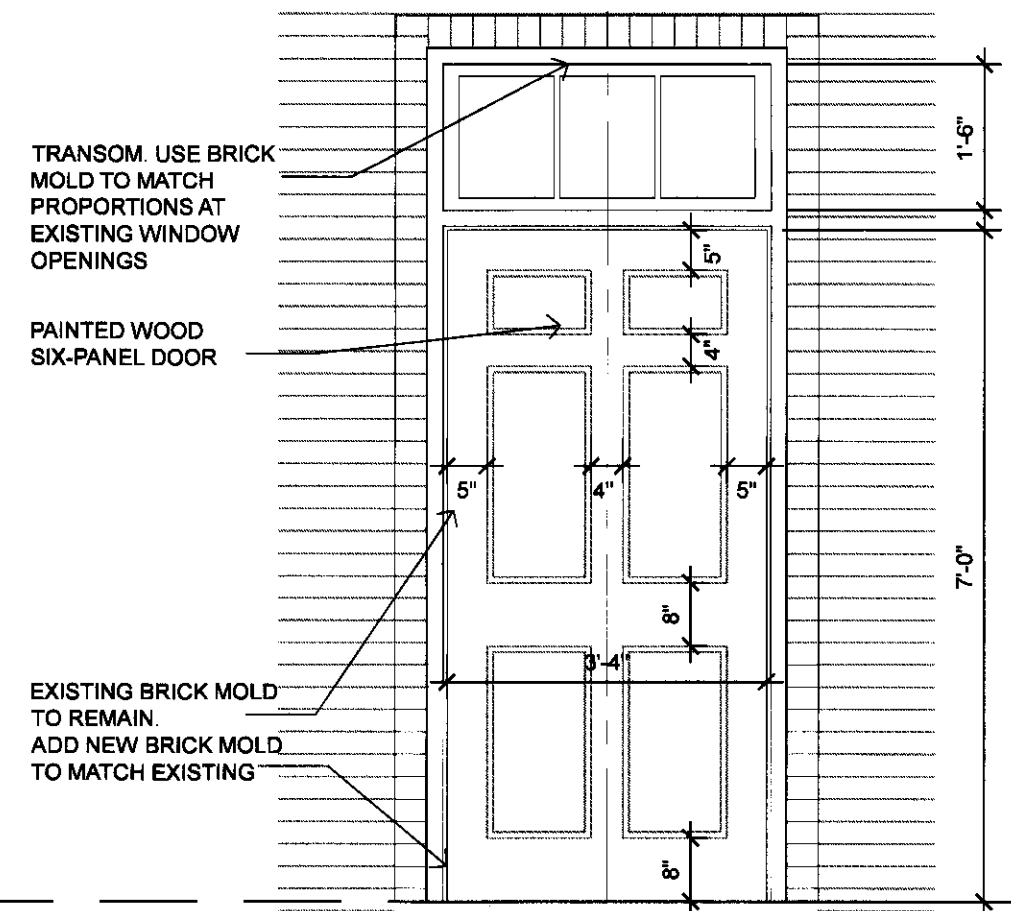 TRANSOM. USE BRICK
MOLD TO MATCH
PROPORTIONS AT
EXISTING WINDOW
OPENINGS
1'-6"
5"
PAINTED WOOD
SIX-PANEL DOOR
4"
5"
4"
5"
7'-0"
8"
3'-4"
EXISTING BRICK MOLD
TO REMAIN.
ADD NEW BRICK MOLD
TO MATCH EXISTING
8"